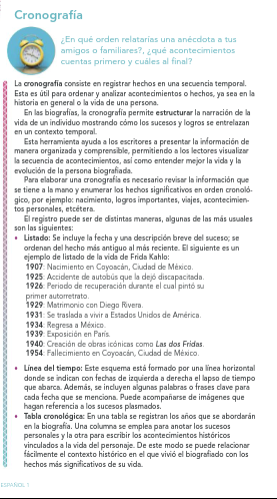 Cronografía
¿En qué orden relatarías una anécdota a tus
amigos o familiares?, ¿qué acontecimientos
cuentas primero y cuáles al final?
La cronografía consiste en registrar hechos en una secuencia temporal.
Esta es útil para ordenar y analizar acontecimientos o hechos, ya sea en la
historia en general o la vida de una persona.
En las biografías, la cronografía permite estructurar la narración de la
vida de un individuo mostrando cómo los sucesos y logros se entrelazan
en un contexto temporal.
Esta herramienta ayuda a los escritores a presentar la información de
manera organizada y comprensible, permitiendo a los lectores visualizar
la secuencia de acontecimientos, así como entender mejor la vida y la
evolución de la persona biografiada.
Para elaborar una cronografía es necesario revisar la información que
se tiene a la mano y enumerar los hechos significativos en orden cronoló-
gico, por ejemplo: nacimiento, logros importantes, viajes, acontecimien-
tos personales, etcétera.
El registro puede ser de distintas maneras, algunas de las más usuales
son las siguientes:
• Listado: Se incluye la fecha y una descripción breve del suceso; se
ordenan del hecho más antiguo al más reciente. El siguiente es un
ejemplo de listado de la vida de Frida Kahlo:
1907: Nacimiento en Coyoacán, Ciudad de México.
1925: Accidente de autobús que la dejó discapacitada.
1926: Periodo de recuperación durante el cual pintó su
primer autorretrato.
1929: Matrimonio con Diego Rivera.
1931: Se traslada a vivir a Estados Unidos de América.
1934: Regresa a México.
1939: Exposición en París.
1940: Creación de obras icónicas como Las dos Fridas.
1954: Fallecimiento en Coyoacán, Ciudad de México.
• Línea del tiempo: Este esquema está formado por una línea horizontal
donde se indican con fechas de izquierda a derecha el lapso de tiempo
que abarca. Además, se incluyen algunas palabras o frases clave para
cada fecha que se menciona. Puede acompañarse de imágenes que
hagan referencia a los sucesos plasmados.
• Tabla cronológica: En una tabla se registran los años que se abordarán
en la biografía. Una columna se emplea para anotar los sucesos
personales y la otra para escribir los acontecimientos históricos
vinculados a la vida del personaje. De este modo se puede relacionar
fácilmente el contexto histórico en el que vivió el biografiado con los
hechos más significativos de su vida.